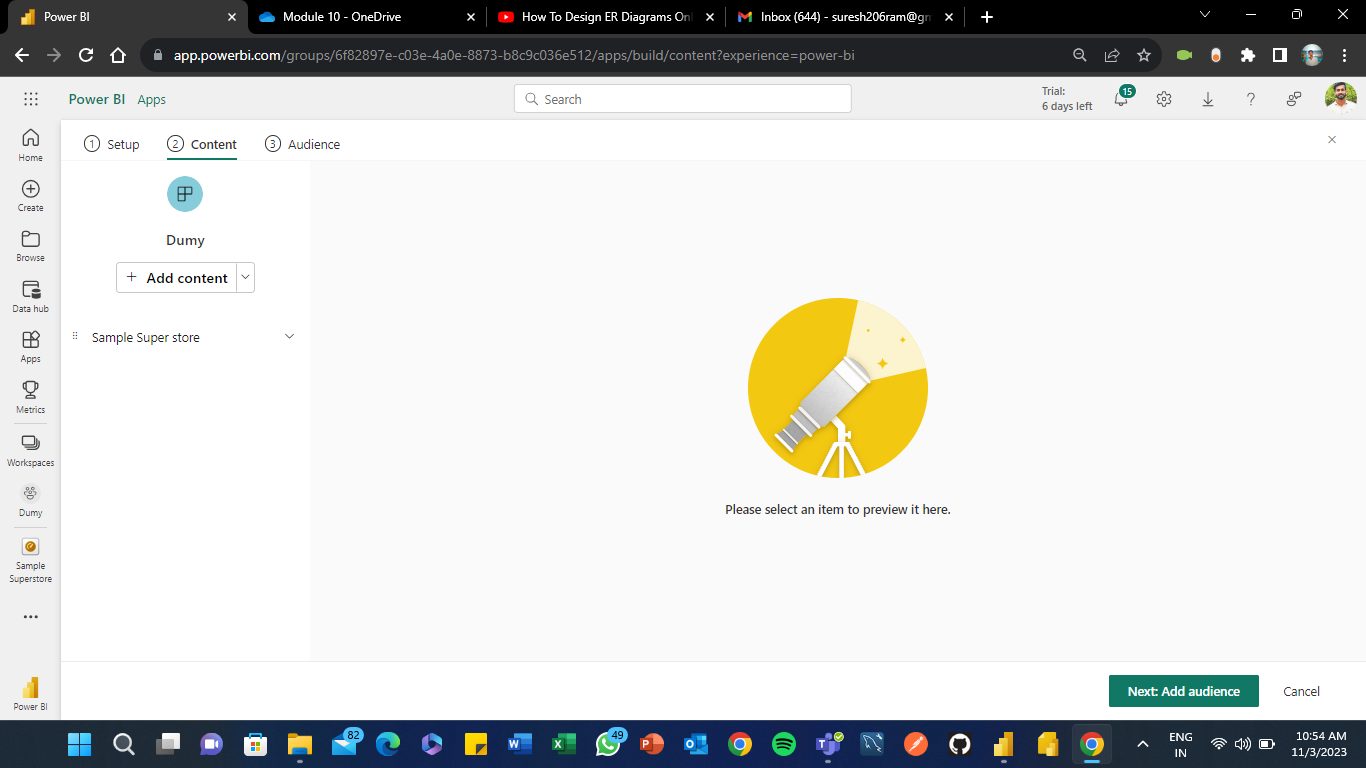 Power BI
Module 10 - OneDrive
How To Design ER Diagrams Onl
Inbox (644) - suresh206ram@gm
app.powerbi.com/groups/6f82897e-c03e-4a0e-8873-b8c9c036e512/apps/build/content?experience=power-bi
Power BI Apps
Search
Trial:
6 days left
15
1 Setup
2 Content
3 Audience
Home
Create
Browse
Data hub
Apps
Metrics
Workspaces
Dumy
Sample
Superstore
Power BI
Dumy
+ Add content
Sample Super store
Please select an item to preview it here.
Next: Add audience
Cancel
82
49
ENG
IN
10:54 AM
11/3/2023